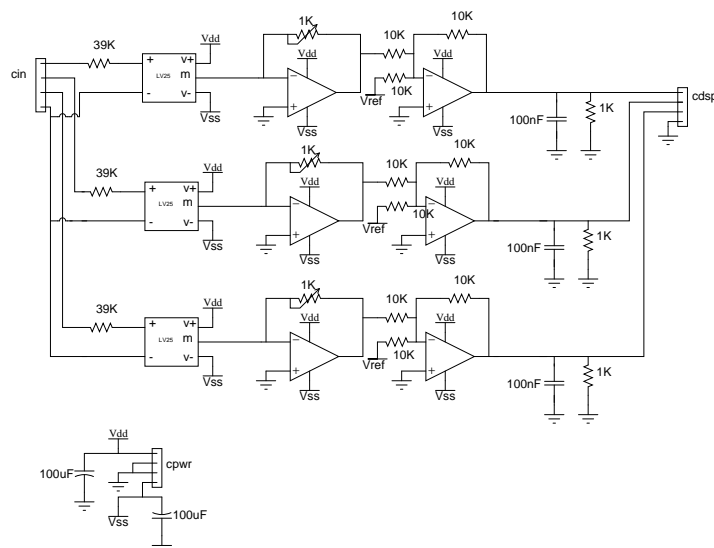 1K
10K
Vdd
39K
Vdd
10K
cin
+
v+
LV25
m
-
v-
Vss
−
+
Vss
10K
Vref
Vdd
−
+
Vss
100nF
1K
cdsp
1K
10K
Vdd
39K
Vdd
10K
+
v+
LV25
m
-
v-
Vss
−
+
Vss
10K
Vref
Vdd
−
+
Vss
100nF
1K
1K
10K
Vdd
39K
Vdd
10K
+
v+
LV25
m
-
v-
Vss
−
+
Vss
10K
Vref
Vdd
−
+
Vss
100nF
1K
Vdd
100uF
cpwr
Vss
100uF